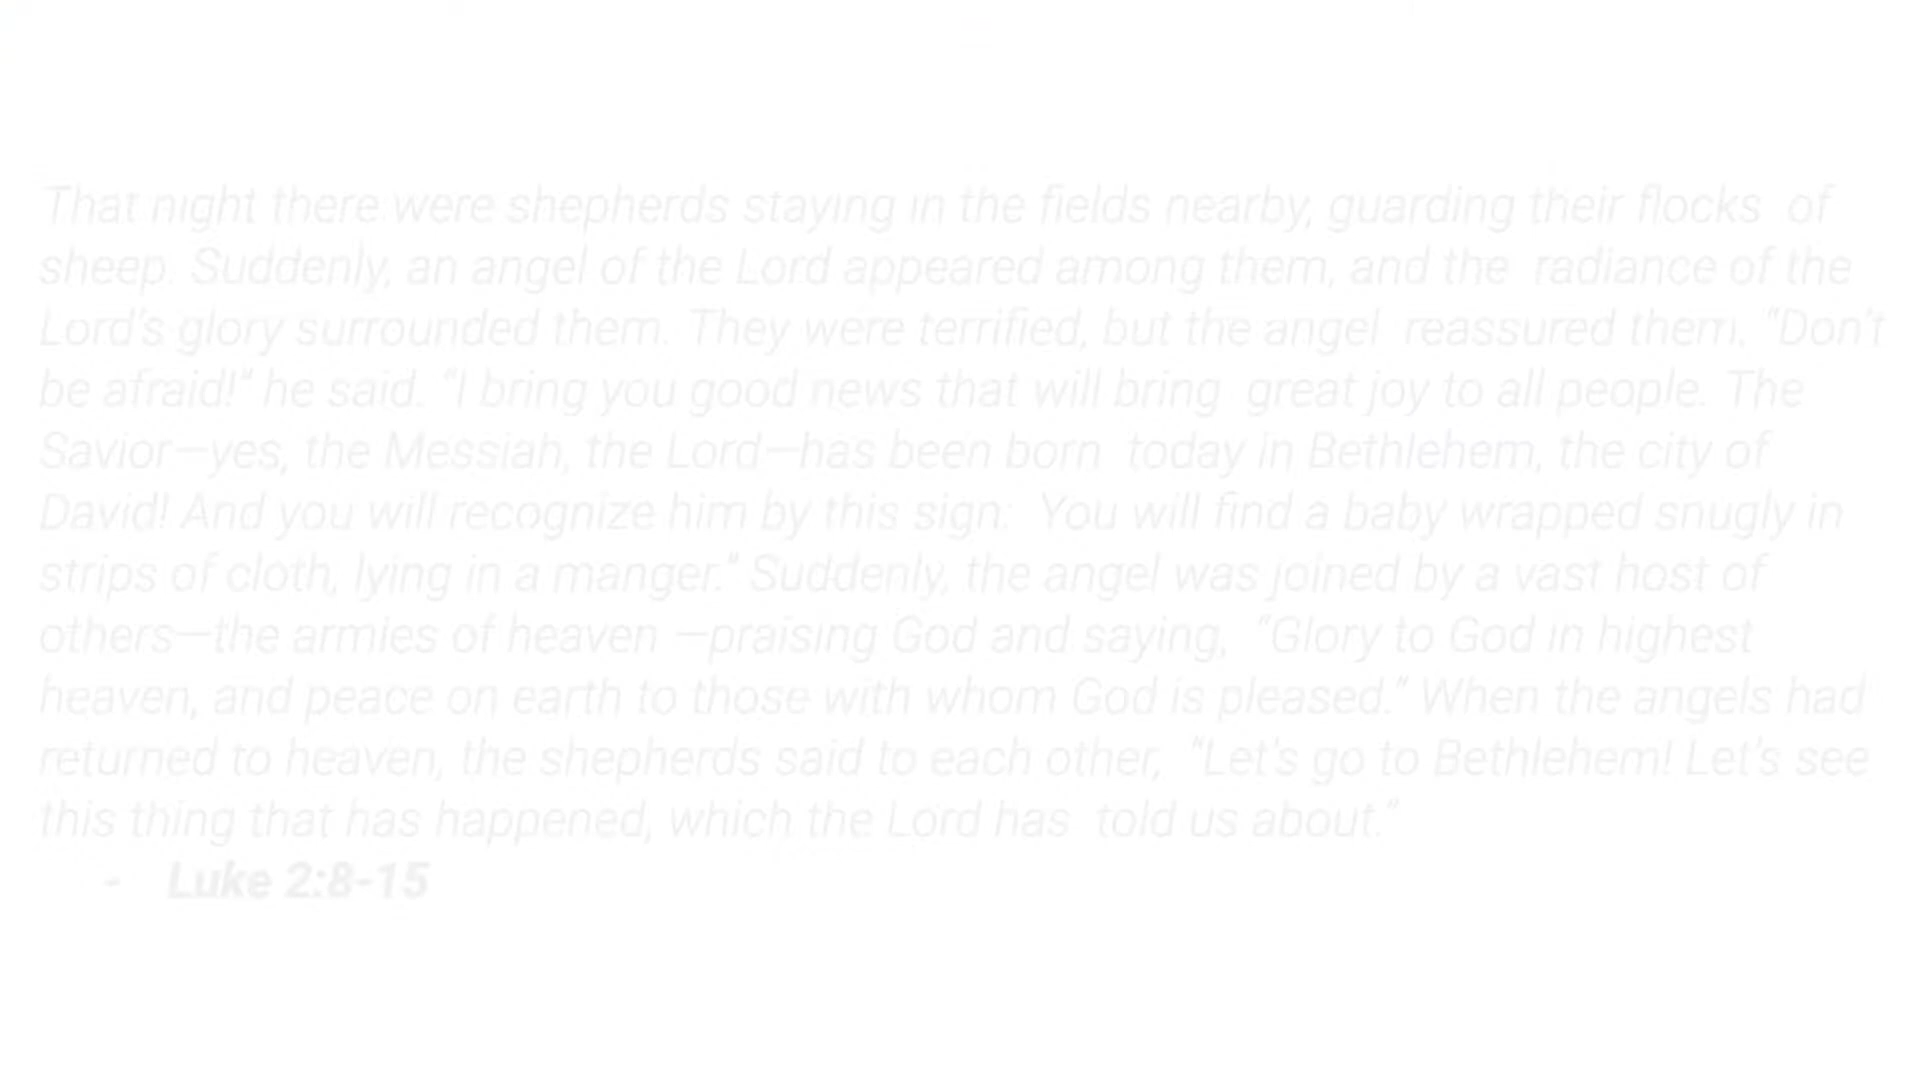 That night there were shepherds staying in the fields nearby, guarding their flocks of
sheep. Suddenly, an angel of the Lord appeared among them, and the radiance of the
Lord’s glory surrounded them. They were terrified, but the angel reassured them. “Don’t
be afraid!” he said. “I bring you good news that will bring great joy to all people. The
Savior—yes, the Messiah, the Lord—has been born today in Bethlehem, the city of
David! And you will recognize him by this sign: You will find a baby wrapped snugly in
strips of cloth, lying in a manger.” Suddenly, the angel was joined by a vast host of
others—the armies of heaven —praising God and saying, “Glory to God in highest
heaven, and peace on earth to those with whom God is pleased.” When the angels had
returned to heaven, the shepherds said to each other, “Let’s go to Bethlehem! Let’s see
this thing that has happened, which the Lord has told us about.”
- Luke 2:8-15